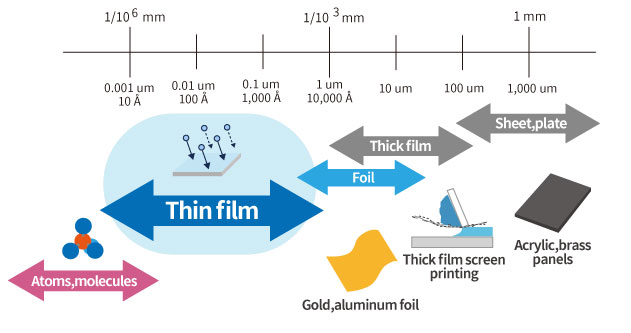 1/10⁶ mm
1/10³ mm
1 mm
0.001 um
10 Å
0.01 um
100 Å
0.1 um
1,000 Å
1 um
10,000 Å
10 um
100 um
1,000 um
Sheet,plate
Thick film
Foil
Thin film
Atoms,molecules
Gold,aluminum foil
Thick film screen
printing
Acrylic,brass
panels